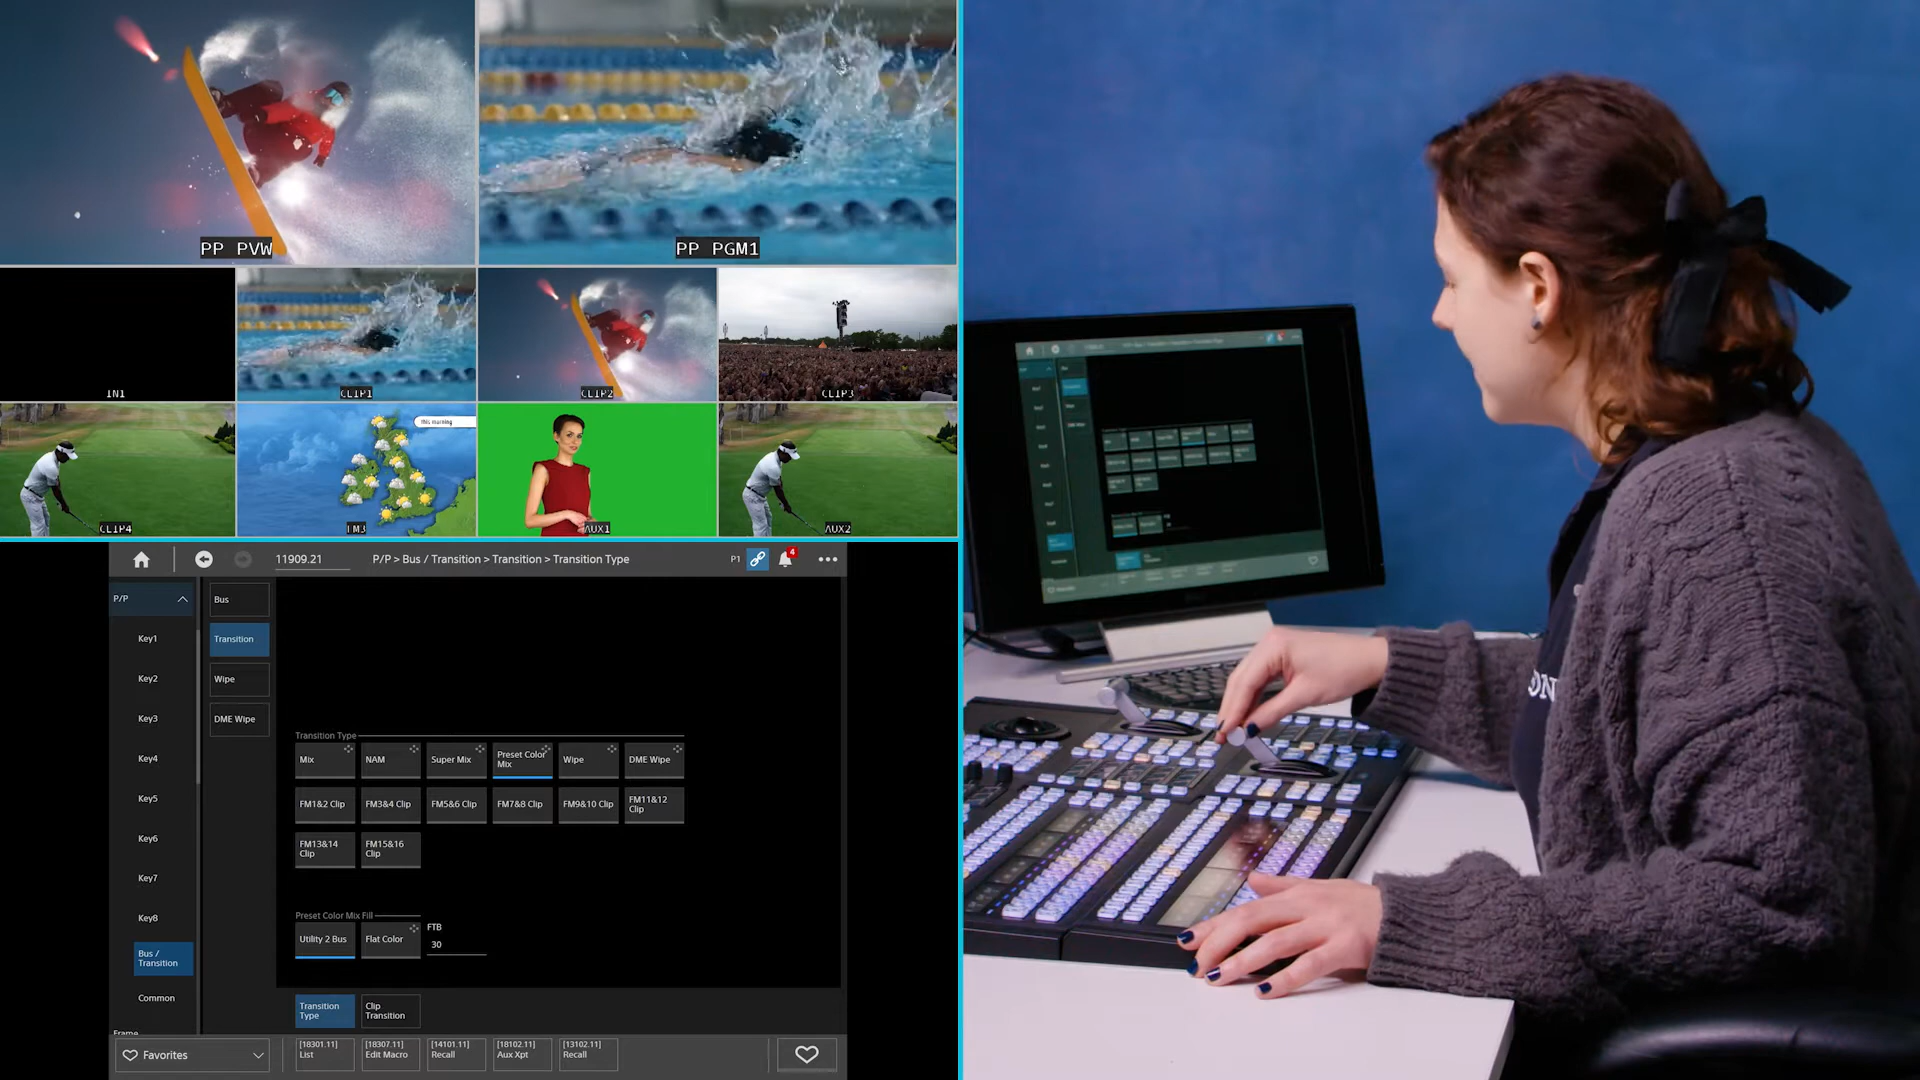 PP PVW
PP PGM1
IN1
CLIP1
CLIP2
CLIP3
this morning
CLIP4
FM3
AUX1
AUX2
11909.21
P/P > Bus / Transition > Transition > Transition Type
P1
4
P/P
Key1
Key2
Key3
Key4
Key5
Key6
Key7
Key8
Bus /
Transition
Common
Frame
Bus
Transition
Wipe
DME Wipe
Transition Type
Mix
NAM
Super Mix
Preset Color
Mix
Wipe
DME Wipe
FM1&2 Clip
FM3&4 Clip
FM5&6 Clip
FM7&8 Clip
FM9&10 Clip
FM11&12
Clip
FM13&14
Clip
FM15&16
Clip
Preset Color Mix Fill
Utility 2 Bus
Flat Color
FTB
30
Transition
Type
Clip
Transition
Favorites
[18301.11]
List
[18307.11]
Edit Macro
[14101.11]
Recall
[18102.11]
Aux Xpt
[13102.11]
Recall